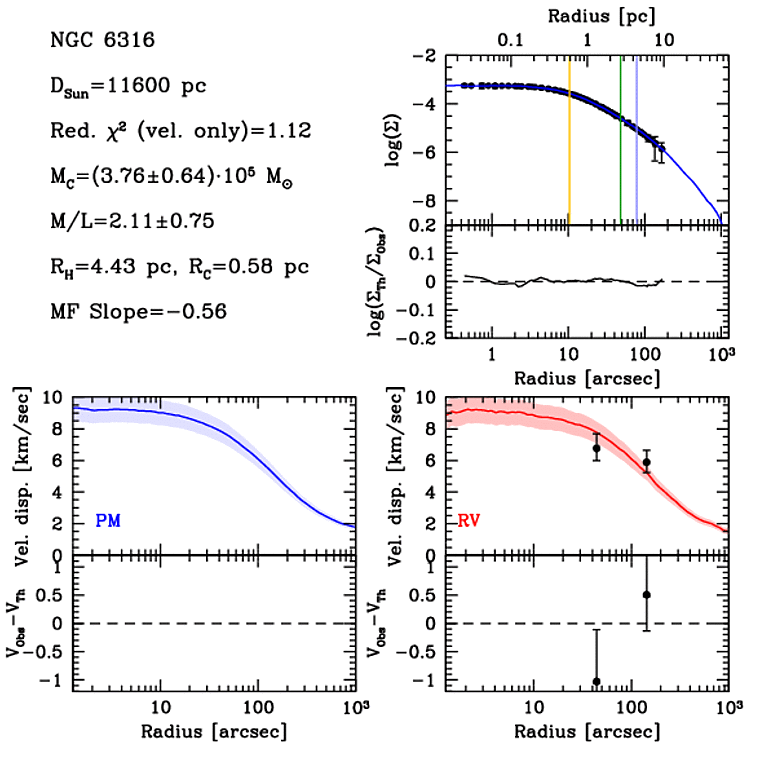 NGC 6316
D_Sun=11600 pc
Red. χ² (vel. only)=1.12
M_C=(3.76±0.64)·10⁵ M_⊙
M/L=2.11±0.75
R_H=4.43 pc, R_C=0.58 pc
MF Slope=−0.56
Radius [pc]
0.1 1 10
log(Σ)
−2
−4
−6
−8
log(Σ_Th/Σ_Obs)
0.2
0.1
0
−0.1
−0.2
1 10 100 10³
Radius [arcsec]
Vel. disp. [km/sec]
10
8
6
4
2
0
PM
V_Obs−V_Th
1
0.5
0
−0.5
−1
10 100 10³
Radius [arcsec]
Vel. disp. [km/sec]
10
8
6
4
2
0
RV
V_Obs−V_Th
1
0.5
0
−0.5
−1
10 100 10³
Radius [arcsec]